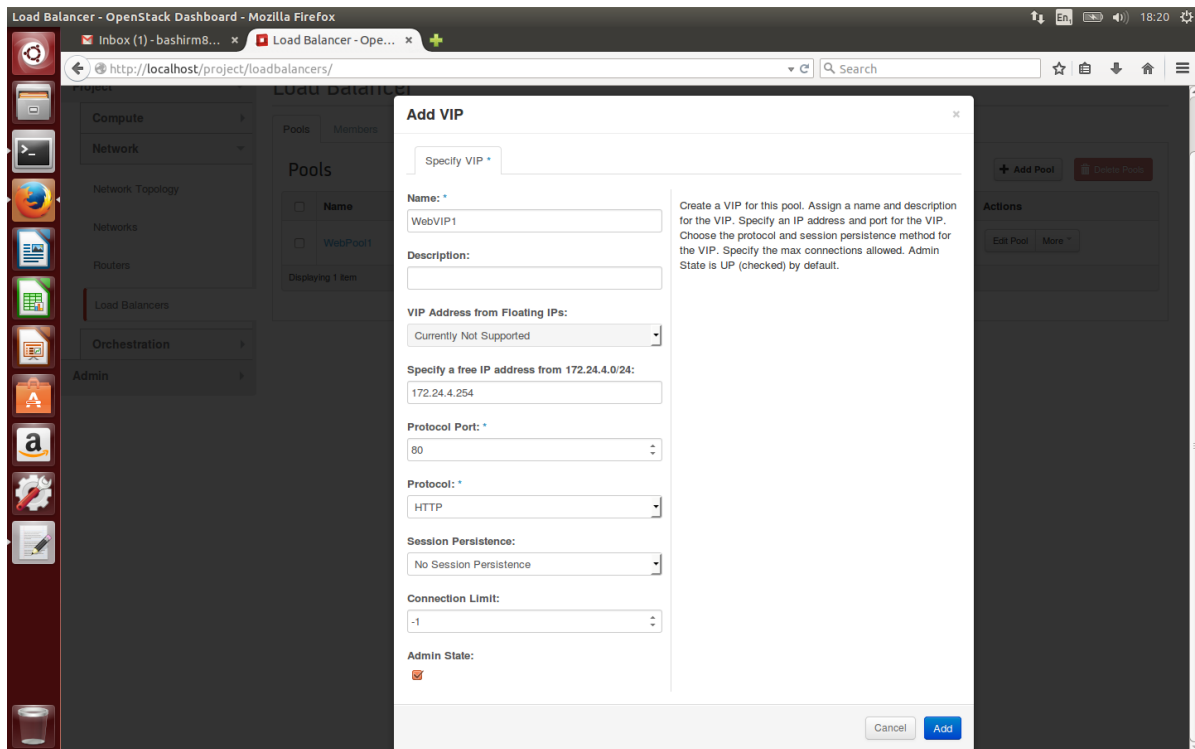 Load Balancer - OpenStack Dashboard - Mozilla Firefox
En
18:20
Inbox (1) - bashirm8... ×
Load Balancer - Ope... ×
http://localhost/project/loadbalancers/
Search
Project
Load Balancer
Compute
Network
Network Topology
Networks
Routers
Load Balancers
Orchestration
Admin
Pools
Members
Pools
+ Add Pool
Delete Pools
Name
Actions
WebPool1
Edit Pool
More
Displaying 1 item
Add VIP
×
Specify VIP *
Name: *
WebVIP1
Description:
VIP Address from Floating IPs:
Currently Not Supported
Specify a free IP address from 172.24.4.0/24:
172.24.4.254
Protocol Port: *
80
Protocol: *
HTTP
Session Persistence:
No Session Persistence
Connection Limit:
-1
Admin State:
Create a VIP for this pool. Assign a name and description
for the VIP. Specify an IP address and port for the VIP.
Choose the protocol and session persistence method for
the VIP. Specify the max connections allowed. Admin
State is UP (checked) by default.
Cancel
Add